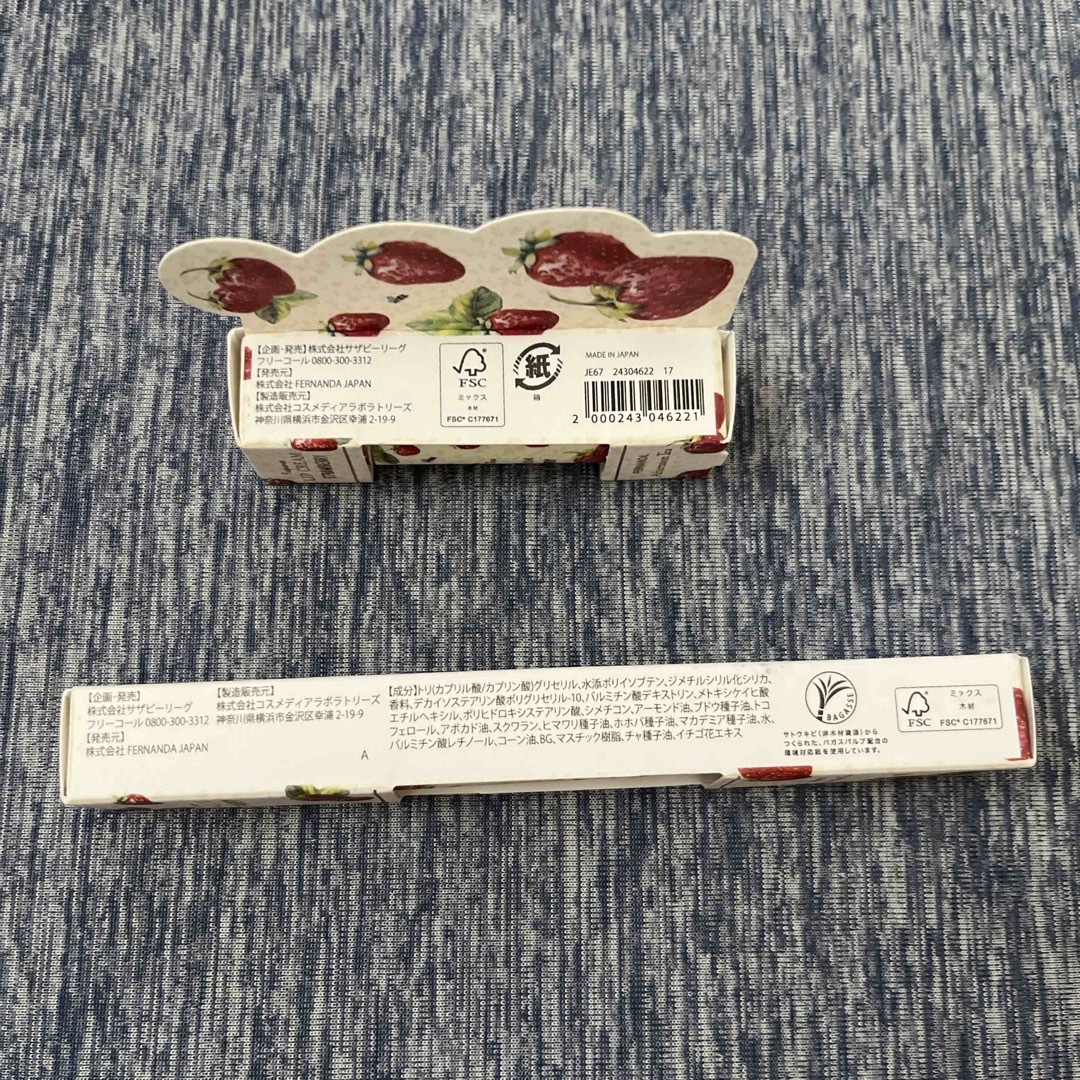 【企画・発売】株式会社サザビーリーグ
フリーコール 0800-300-3312
【発売元】
株式会社 FERNANDA JAPAN
【製造販売元】
株式会社コスメディアラボラトリーズ
神奈川県横浜市金沢区幸浦 2-19-9
FSC
ミックス
木材
FSC® C177671
紙
箱
MADE IN JAPAN
JE67 24304622 17
2 000243 046221
LIP CREAM
FERNANDA
FERNANDA
【企画・発売】
株式会社サザビーリーグ
フリーコール 0800-300-3312
【発売元】
株式会社 FERNANDA JAPAN
【製造販売元】
株式会社コスメディアラボラトリーズ
神奈川県横浜市金沢区幸浦 2-19-9
A
【成分】トリ(カプリル酸/カプリン酸)グリセリル、水添ポリイソブテン、ジメチルシリル化シリカ、
香料、デカイソステアリン酸ポリグリセリル-10、パルミチン酸デキストリン、メトキシケイヒ酸
エチルヘキシル、ポリヒドロキシステアリン酸、シメチコン、アーモンド油、ブドウ種子油、トコ
フェロール、アボカド油、スクワラン、ヒマワリ種子油、ホホバ種子油、マカデミア種子油、水、
パルミチン酸レチノール、コーン油、BG、マスチック樹脂、チャ種子油、イチゴ花エキス
BAGASSE
サトウキビ(非木材資源)から
つくられた、バガスパルプ配合の
環境対応紙を使用しています。
FSC
ミックス
木材
FSC® C177671